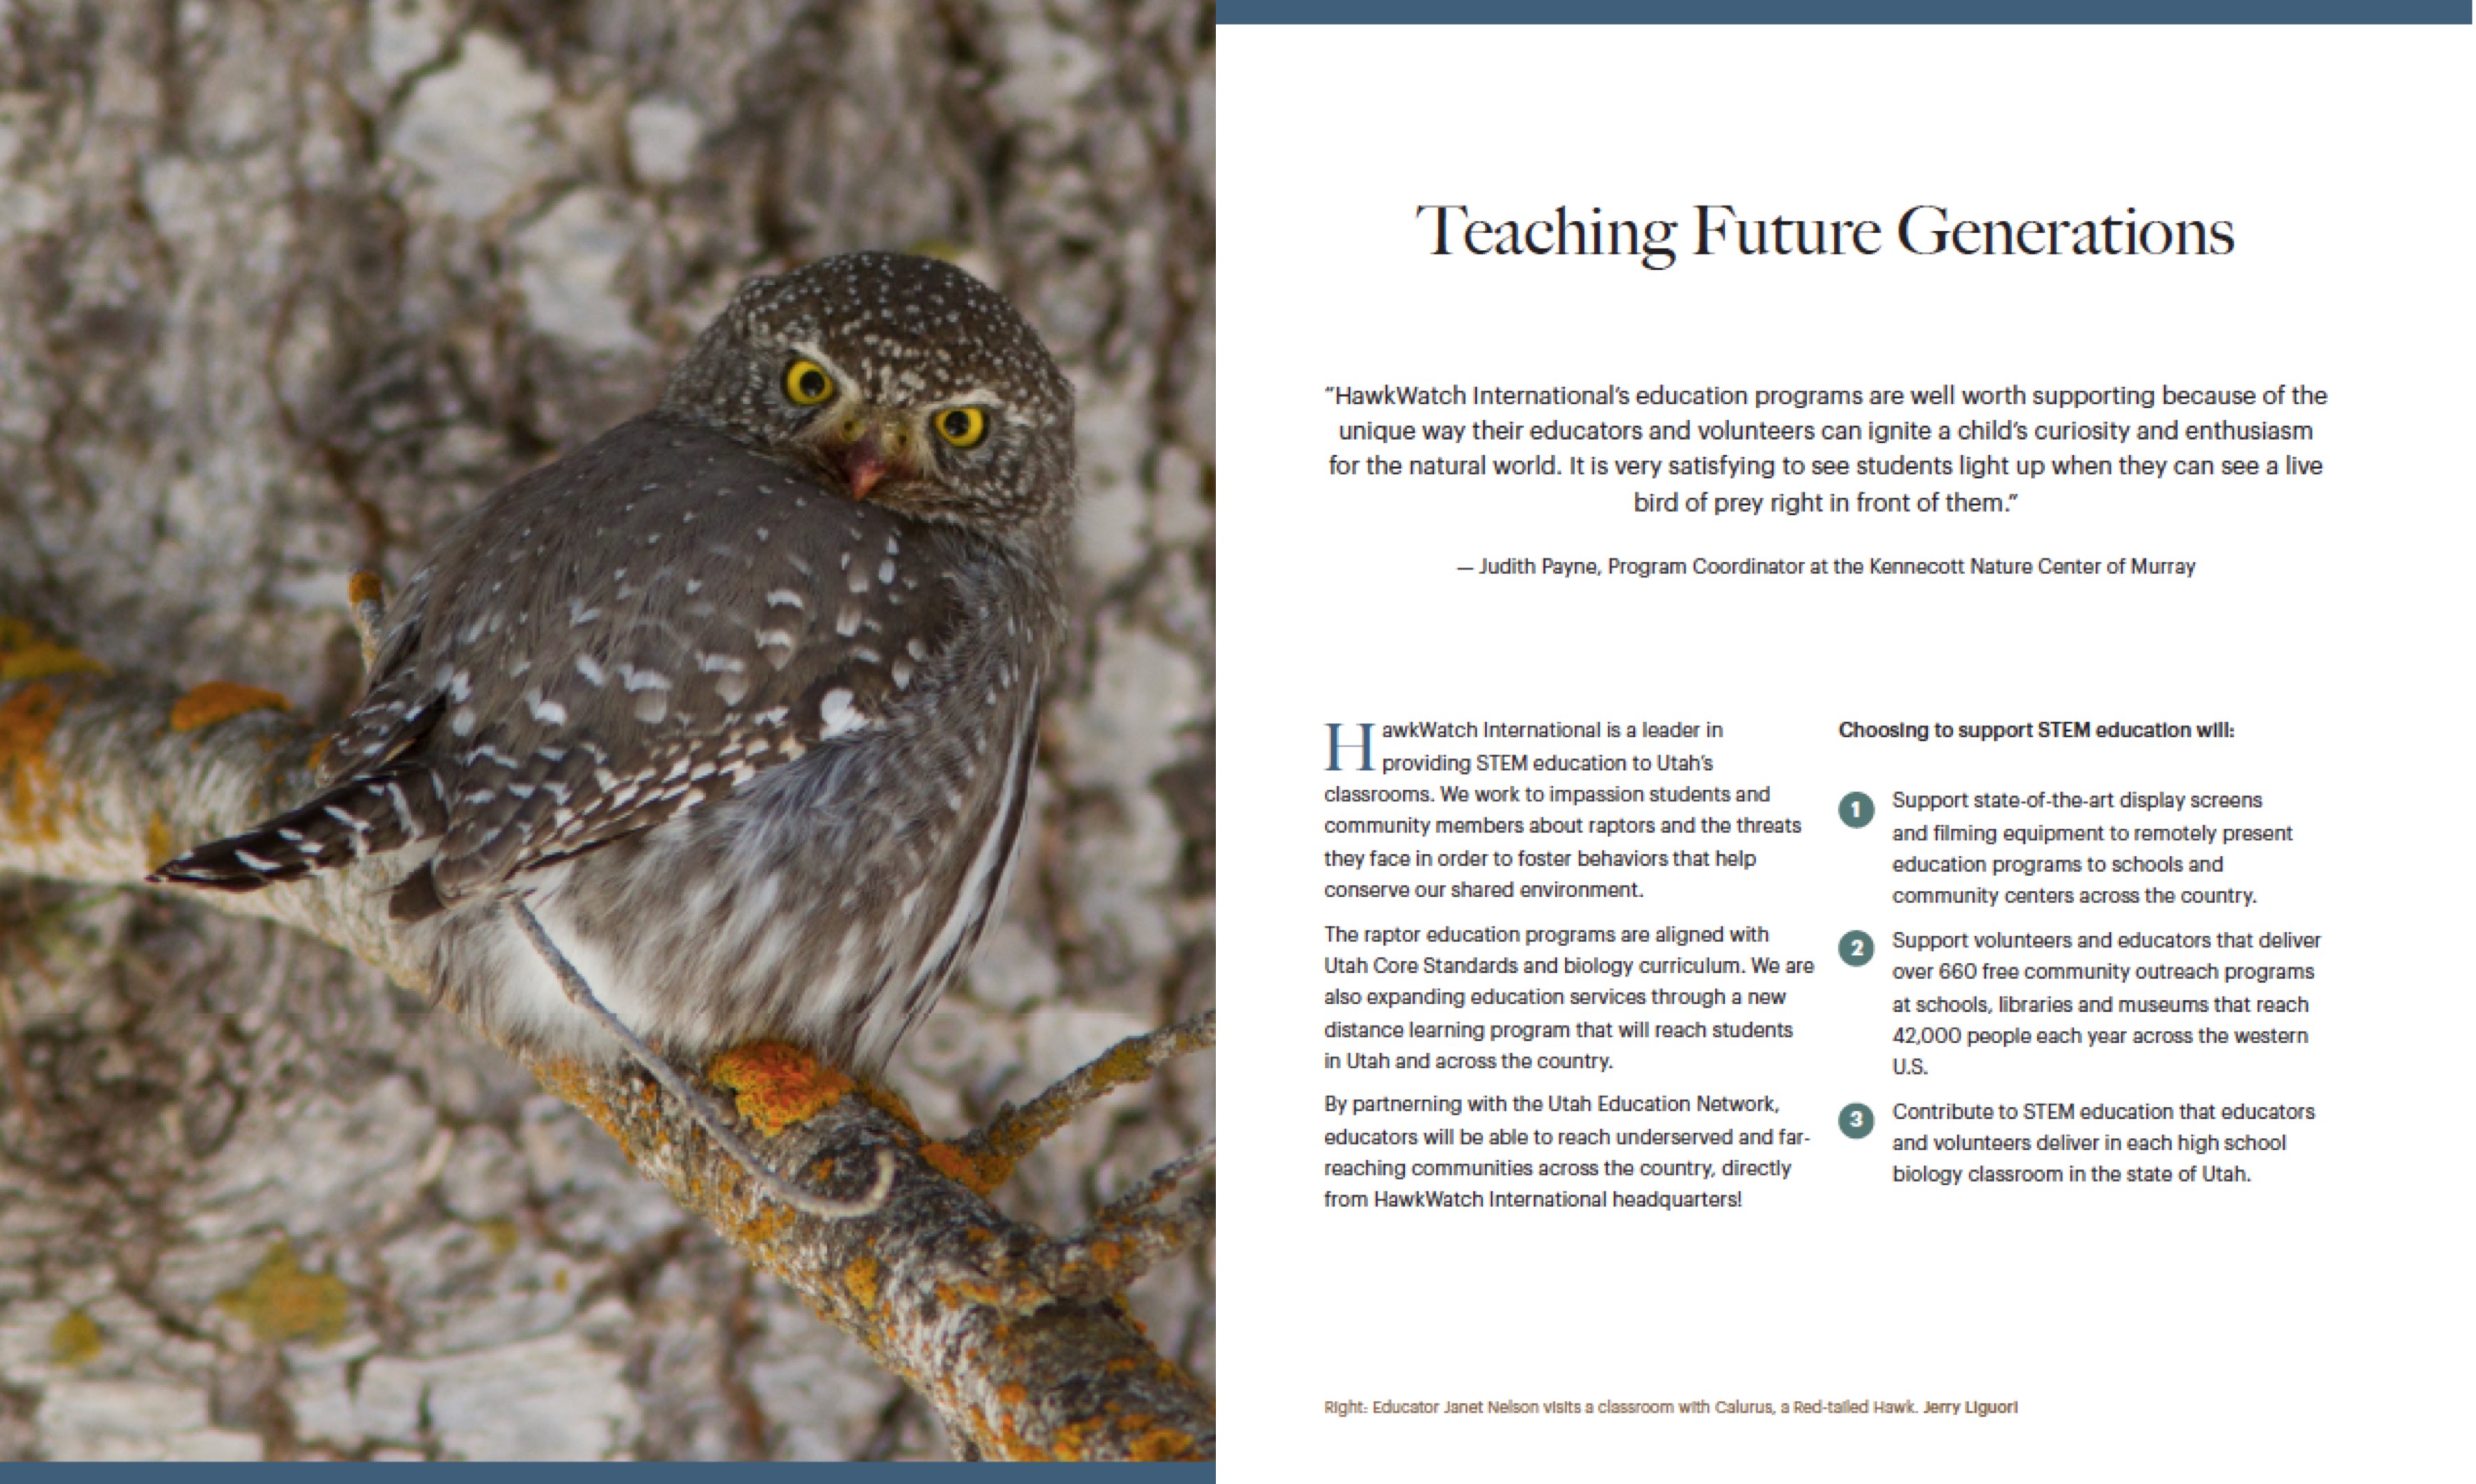 Teaching Future Generations
“HawkWatch International’s education programs are well worth supporting because of the
unique way their educators and volunteers can ignite a child’s curiosity and enthusiasm
for the natural world. It is very satisfying to see students light up when they can see a live
bird of prey right in front of them.”
— Judith Payne, Program Coordinator at the Kennecott Nature Center of Murray
HawkWatch International is a leader in
providing STEM education to Utah’s
classrooms. We work to impassion students and
community members about raptors and the threats
they face in order to foster behaviors that help
conserve our shared environment.
The raptor education programs are aligned with
Utah Core Standards and biology curriculum. We are
also expanding education services through a new
distance learning program that will reach students
in Utah and across the country.
By partnerning with the Utah Education Network,
educators will be able to reach underserved and far-
reaching communities across the country, directly
from HawkWatch International headquarters!
Choosing to support STEM education will:
1 Support state-of-the-art display screens
and filming equipment to remotely present
education programs to schools and
community centers across the country.
2 Support volunteers and educators that deliver
over 660 free community outreach programs
at schools, libraries and museums that reach
42,000 people each year across the western
U.S.
3 Contribute to STEM education that educators
and volunteers deliver in each high school
biology classroom in the state of Utah.
Right: Educator Janet Nelson visits a classroom with Calurus, a Red-tailed Hawk. Jerry Liguori